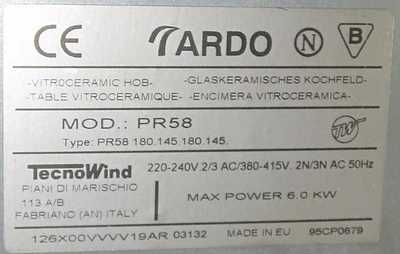 CE ARDO N B
-VITROCERAMIC HOB- -GLASKERAMISCHES KOCHFELD-
-TABLE VITROCERAMIQUE- -ENCIMERA VITROCERAMICA-
MOD.: PR58
Type: PR58 180.145.180.145. TW
TecnoWind 220-240V.2/3 AC/380-415V. 2N/3N AC 50Hz
PIANI DI MARISCHIO
113 A/B MAX POWER 6.0 KW
FABRIANO (AN) ITALY
126X00VVVV19AR 03132 MADE IN EU 95CP0679